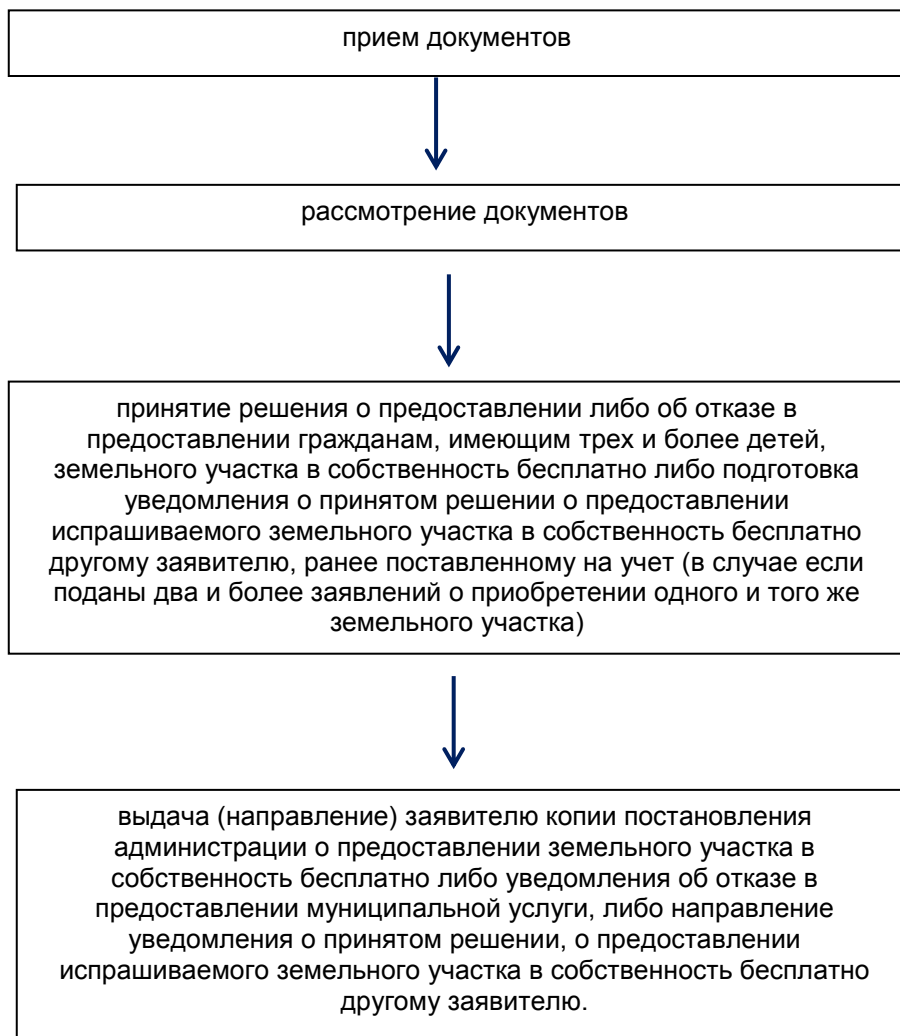 прием документов
рассмотрение документов
принятие решения о предоставлении либо об отказе в
предоставлении гражданам, имеющим трех и более детей,
земельного участка в собственность бесплатно либо подготовка
уведомления о принятом решении о предоставлении
испрашиваемого земельного участка в собственность бесплатно
другому заявителю, ранее поставленному на учет (в случае если
поданы два и более заявлений о приобретении одного и того же
земельного участка)
выдача (направление) заявителю копии постановления
администрации о предоставлении земельного участка в
собственность бесплатно либо уведомления об отказе в
предоставлении муниципальной услуги, либо направление
уведомления о принятом решении, о предоставлении
испрашиваемого земельного участка в собственность бесплатно
другому заявителю.